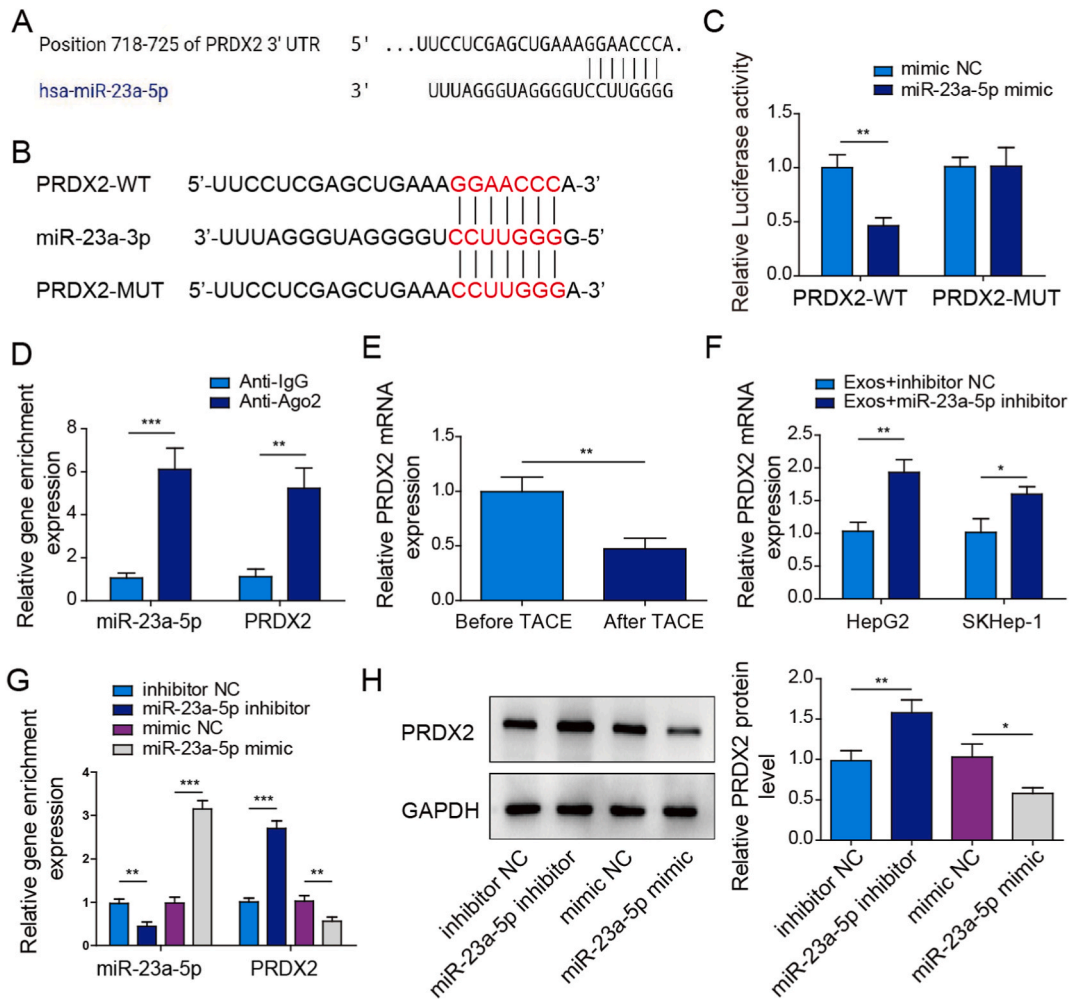 A
Position 718-725 of PRDX2 3' UTR 5' ...UUCCUCGAGCUGAAAGGAACCCA.
hsa-miR-23a-5p 3' UUUAGGGUAGGGGUCCUUGGGG
B
PRDX2-WT 5'-UUCCUCGAGCUGAAAGGAACCCA-3'
miR-23a-3p 3'-UUUAGGGUAGGGGUCCUUGGGG-5'
PRDX2-MUT 5'-UUCCUCGAGCUGAAACCUUGGGA-3'
C
mimic NC
miR-23a-5p mimic
Relative Luciferase activity
1.5
1.0
0.5
1.0
**
PRDX2-WT PRDX2-MUT
D
Anti-IgG
Anti-Ago2
Relative gene enrichment
expression
8
6
4
2
0
*** **
miR-23a-5p PRDX2
E
Relative PRDX2 mRNA
expression
1.5
1.0
0.5
0.0
**
Before TACE After TACE
F
Exos+inhibitor NC
Exos+miR-23a-5p inhibitor
Relative PRDX2 mRNA
expression
2.5
2.0
1.5
1.0
0.5
0.0
** *
HepG2 SKHep-1
G
inhibitor NC
miR-23a-5p inhibitor
mimic NC
miR-23a-5p mimic
Relative gene enrichment
expression
4
3
2
1
0
** *** *** **
miR-23a-5p PRDX2
H
PRDX2
GAPDH
inhibitor NC
miR-23a-5p inhibitor
mimic NC
miR-23a-5p mimic
Relative PRDX2 protein
level
2.0
1.5
1.0
0.5
0.0
** *
inhibitor NC
miR-23a-5p inhibitor
mimic NC
miR-23a-5p mimic